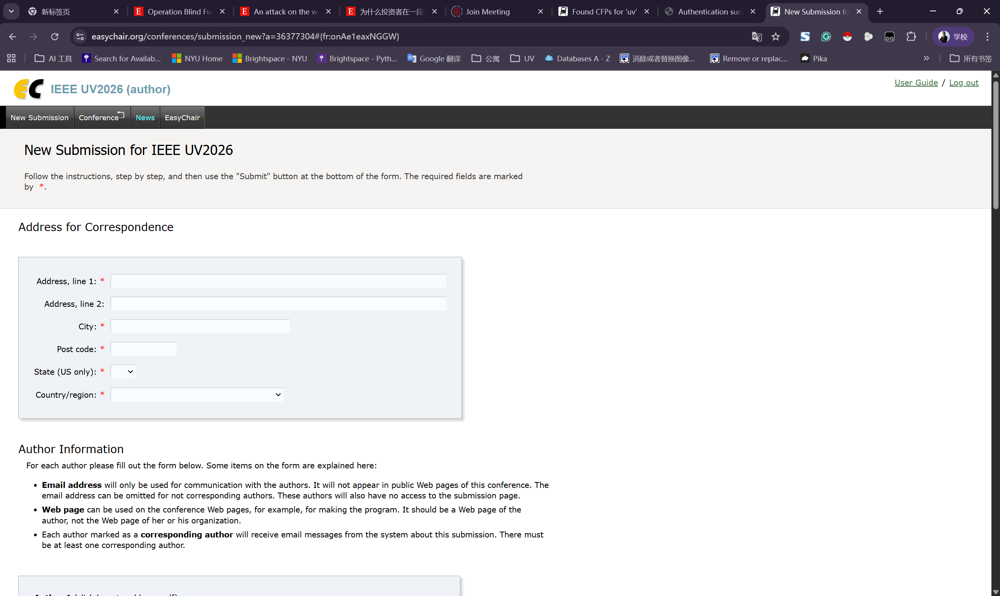 新标签页
Operation Blind Fu
An attack on the w
为什么投资者在一段
Join Meeting
Found CFPs for 'uv'
Authentication suc
New Submission fo
easychair.org/conferences/submission_new?a=36377304#{fr:onAe1eaxNGGW}
学校
AI 工具
Search for Availab...
NYU Home
Brightspace - NYU
Brightspace - Pyth...
Google 翻译
公寓
UV
Databases A - Z
消除或者替换图像...
Remove or replac...
Pika
所有书签
EC IEEE UV2026 (author)
User Guide / Log out
New Submission
Conference
News
EasyChair
New Submission for IEEE UV2026
Follow the instructions, step by step, and then use the "Submit" button at the bottom of the form. The required fields are marked
by *.
Address for Correspondence
Address, line 1: *
Address, line 2:
City: *
Post code: *
State (US only): *
Country/region: *
Author Information
For each author please fill out the form below. Some items on the form are explained here:
• Email address will only be used for communication with the authors. It will not appear in public Web pages of this conference. The
email address can be omitted for not corresponding authors. These authors will also have no access to the submission page.
• Web page can be used on the conference Web pages, for example, for making the program. It should be a Web page of the
author, not the Web page of her or his organization.
• Each author marked as a corresponding author will receive email messages from the system about this submission. There must
be at least one corresponding author.